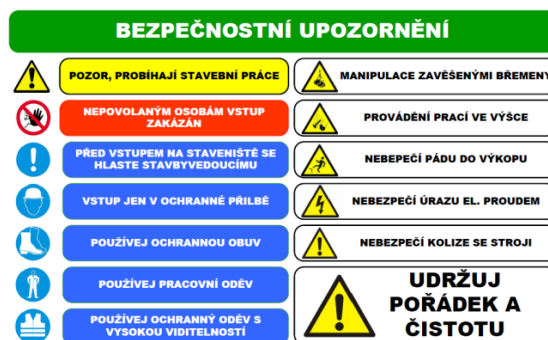 BEZPEČNOSTNÍ UPOZORNĚNÍ
POZOR, PROBÍHAJÍ STAVEBNÍ PRÁCE
NEPOVOLANÝM OSOBÁM VSTUP
ZAKÁZÁN
PŘED VSTUPEM NA STAVENIŠTĚ SE
HLASTE STAVBYVEDOUCÍMU
VSTUP JEN V OCHRANNÉ PŘILBĚ
POUŽÍVEJ OCHRANNOU OBUV
POUŽÍVEJ PRACOVNÍ ODĚV
POUŽÍVEJ OCHRANNÝ ODĚV S
VYSOKOU VIDITELNOSTÍ
MANIPULACE ZAVĚŠENÝMI BŘEMENY
PROVÁDĚNÍ PRACÍ VE VÝŠCE
NEBEPEČÍ PÁDU DO VÝKOPU
NEBEZPEČÍ ÚRAZU EL. PROUDEM
NEBEZPEČÍ KOLIZE SE STROJI
UDRŽUJ
POŘÁDEK A
ČISTOTU